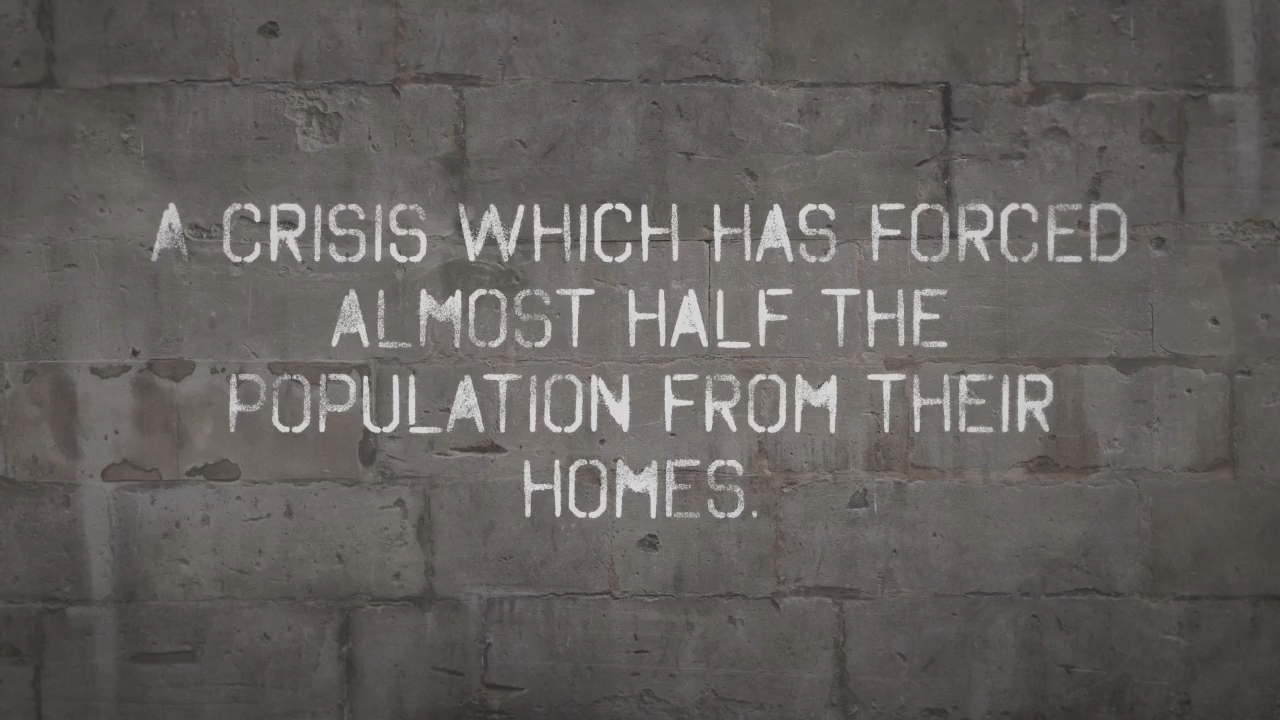 A CRISIS WHICH HAS FORCED
ALMOST HALF THE
POPULATION FROM THEIR
HOMES.